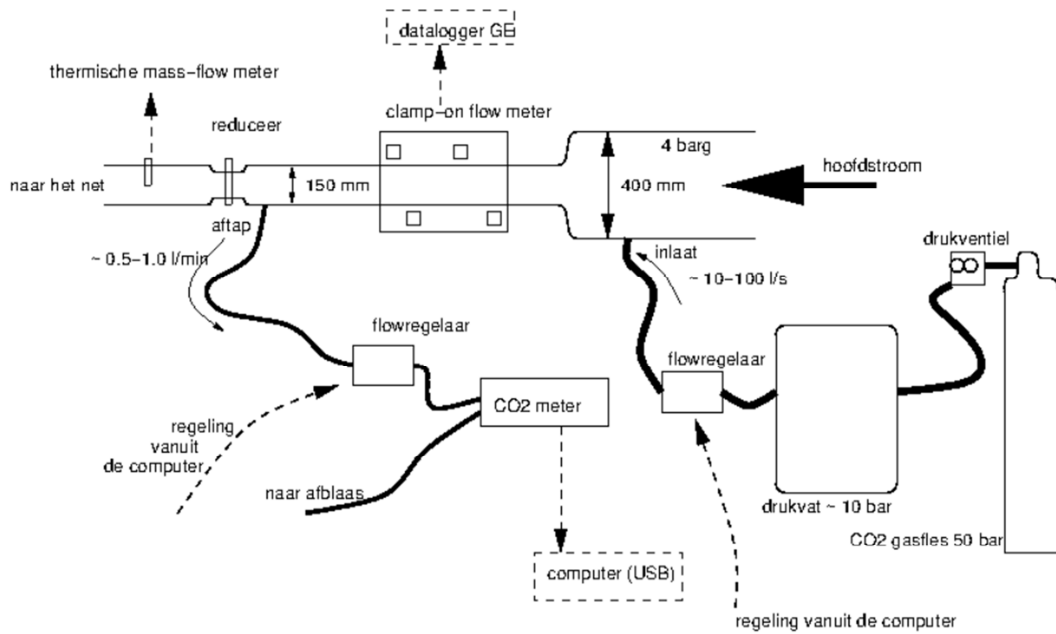 datalogger GE
thermische mass-flow meter
clamp-on flow meter
reduceer
4 barg
hoofdstroom
naar het net
150 mm
400 mm
aftap
~ 0.5-1.0 l/min
inlaat
~ 10-100 l/s
drukventiel
flowregelaar
flowregelaar
CO2 meter
regeling
vanuit
de computer
naar afblaas
drukvat ~ 10 bar
CO2 gasfles 50 bar
computer (USB)
regeling vanuit de computer